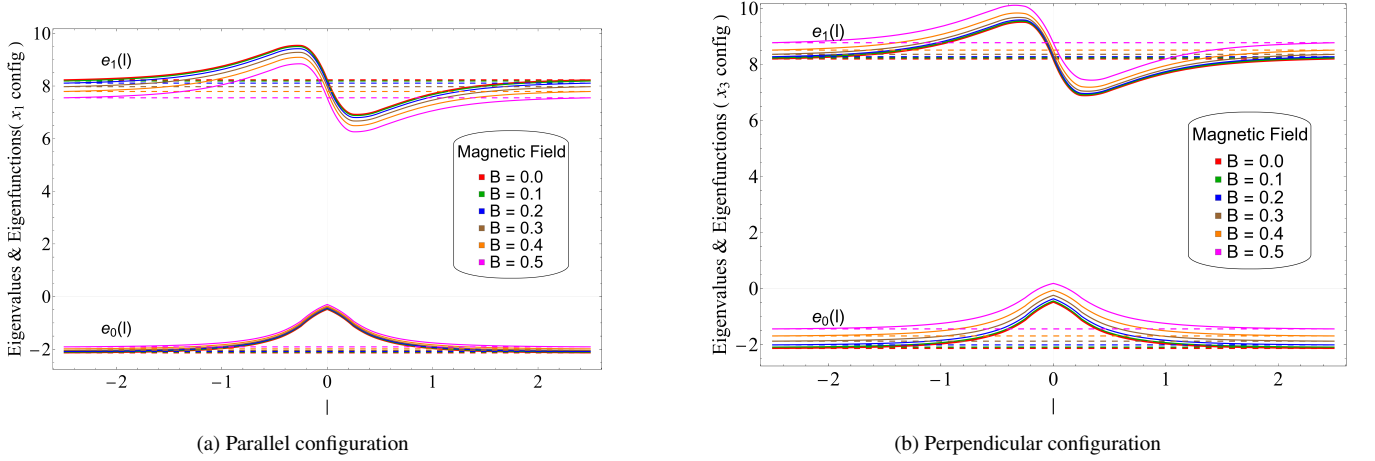 Eigenvalues & Eigenfunctions( x₁ config)
10
8
6
4
2
0
−2
e₁(l)
e₀(l)
Magnetic Field
B = 0.0
B = 0.1
B = 0.2
B = 0.3
B = 0.4
B = 0.5
−2 −1 0 1 2
l
(a) Parallel configuration
Eigenvalues & Eigenfunctions ( x₃ config)
10
8
6
4
2
0
−2
e₁(l)
e₀(l)
Magnetic Field
B = 0.0
B = 0.1
B = 0.2
B = 0.3
B = 0.4
B = 0.5
−2 −1 0 1 2
l
(b) Perpendicular configuration